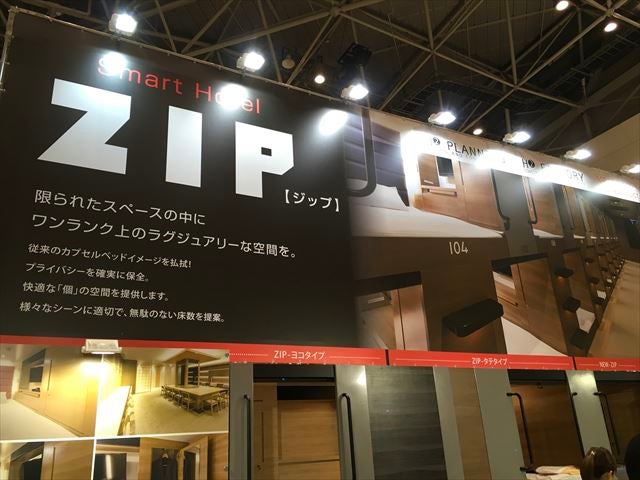 Smart Hotel
ZIP
【ジップ】
限られたスペースの中に
ワンランク上のラグジュアリーな空間を。
従来のカプセルベッドイメージを払拭!
プライバシーを確実に保全。
快適な「個」の空間を提供します。
様々なシーンに適切で、無駄のない床数を提案。
104
ZIP-ヨコタイプ
ZIP-タテタイプ
NEW-ZIP